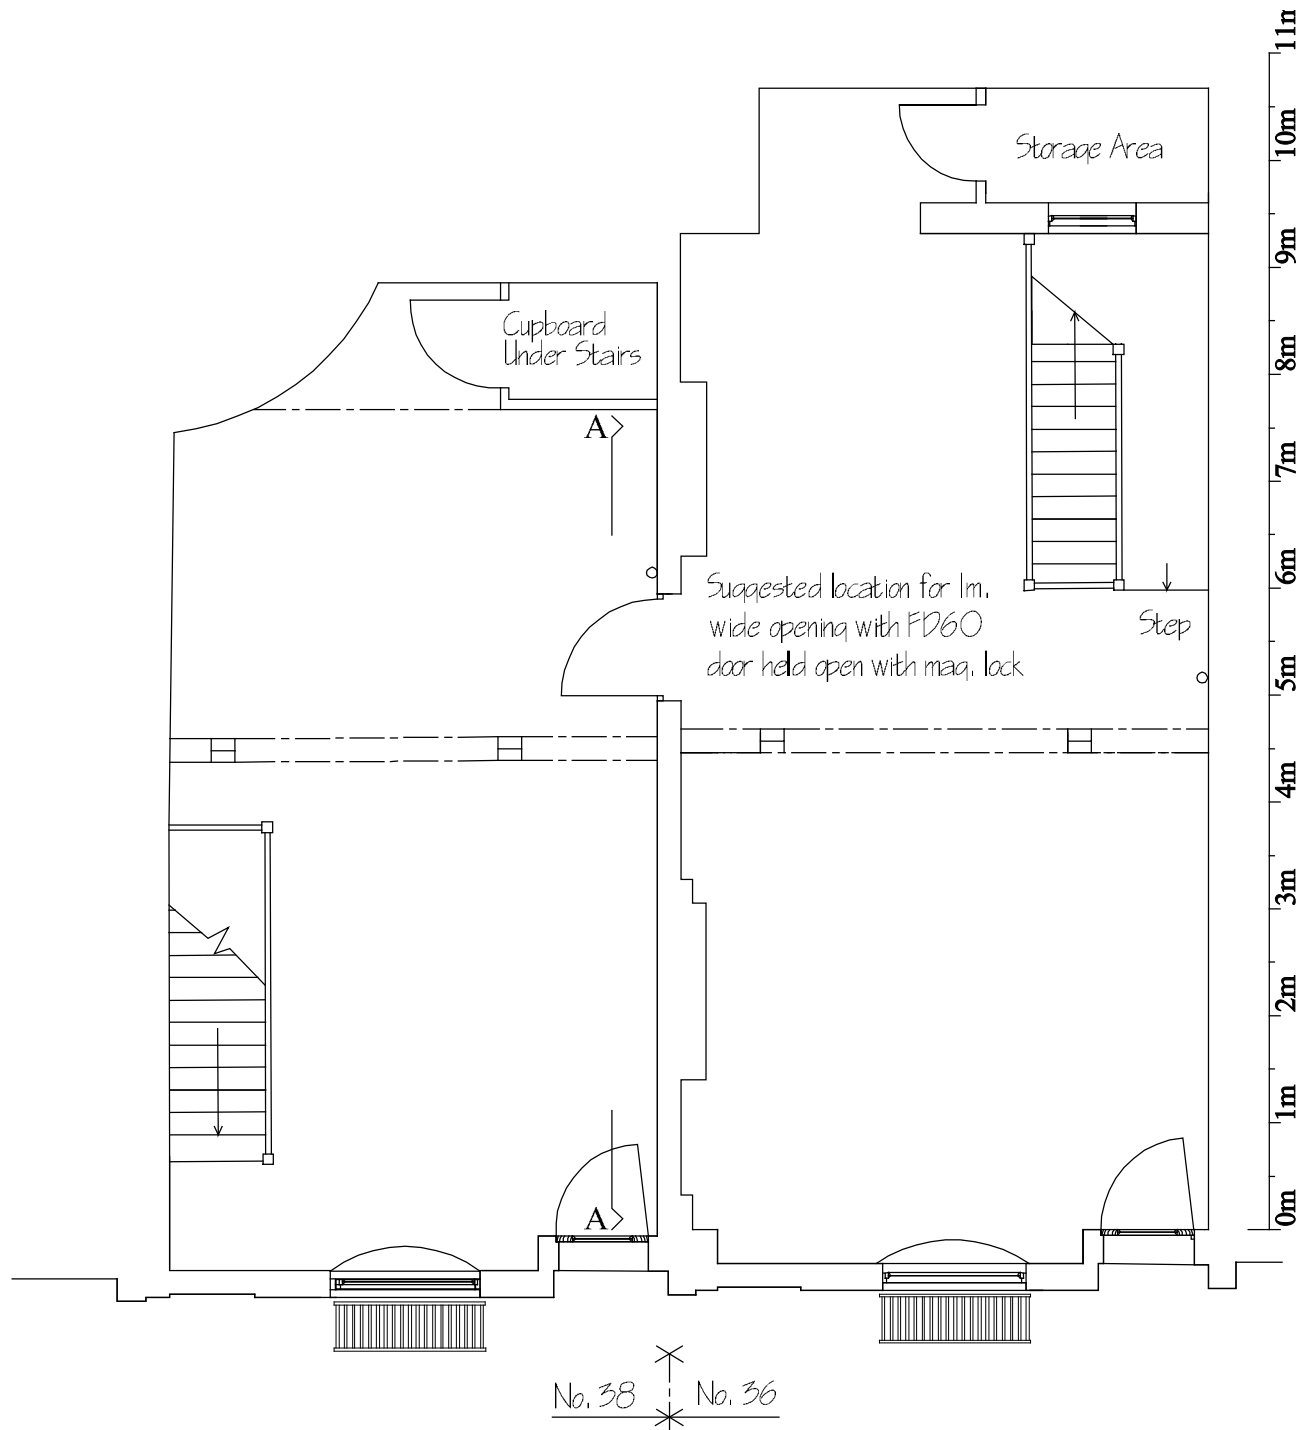 Storage Area
Cupboard
Under Stairs
A
Suggested location for 1m.
wide opening with FD60
door held open with mag. lock
Step
A
No. 38
No. 36
11m
10m
9m
8m
7m
6m
5m
4m
3m
2m
1m
0m